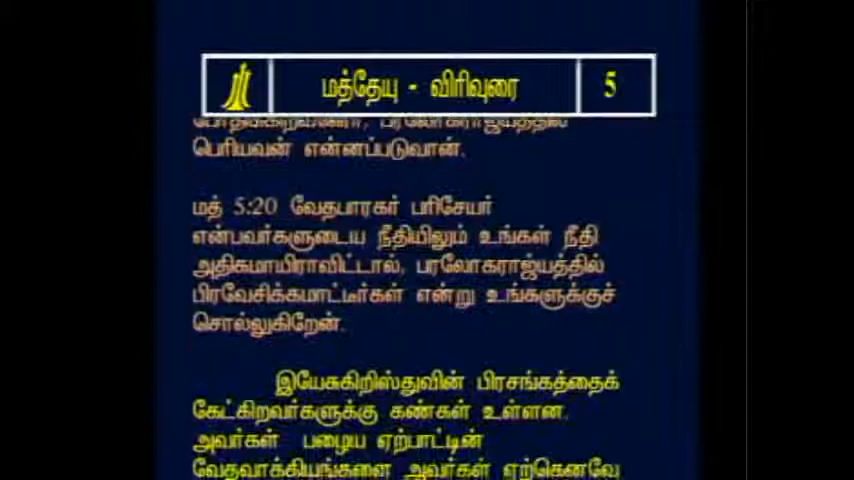 மத்தேயு - விரிவுரை 5
பெரியவன் என்னப்படுவான்.
மத் 5:20 வேதபாரகர் பரிசேயர்
என்பவர்களுடைய நீதியிலும் உங்கள் நீதி
அதிகமாயிராவிட்டால், பரலோகராஜ்யத்தில்
பிரவேசிக்கமாட்டீர்கள் என்று உங்களுக்குச்
சொல்லுகிறேன்.
இயேசுகிறிஸ்துவின் பிரசங்கத்தைக்
கேட்கிறவர்களுக்கு கண்கள் உள்ளன.
அவர்கள் பழைய ஏற்பாட்டின்
வேதவாக்கியங்களை அவர்கள் ஏற்கெனவே